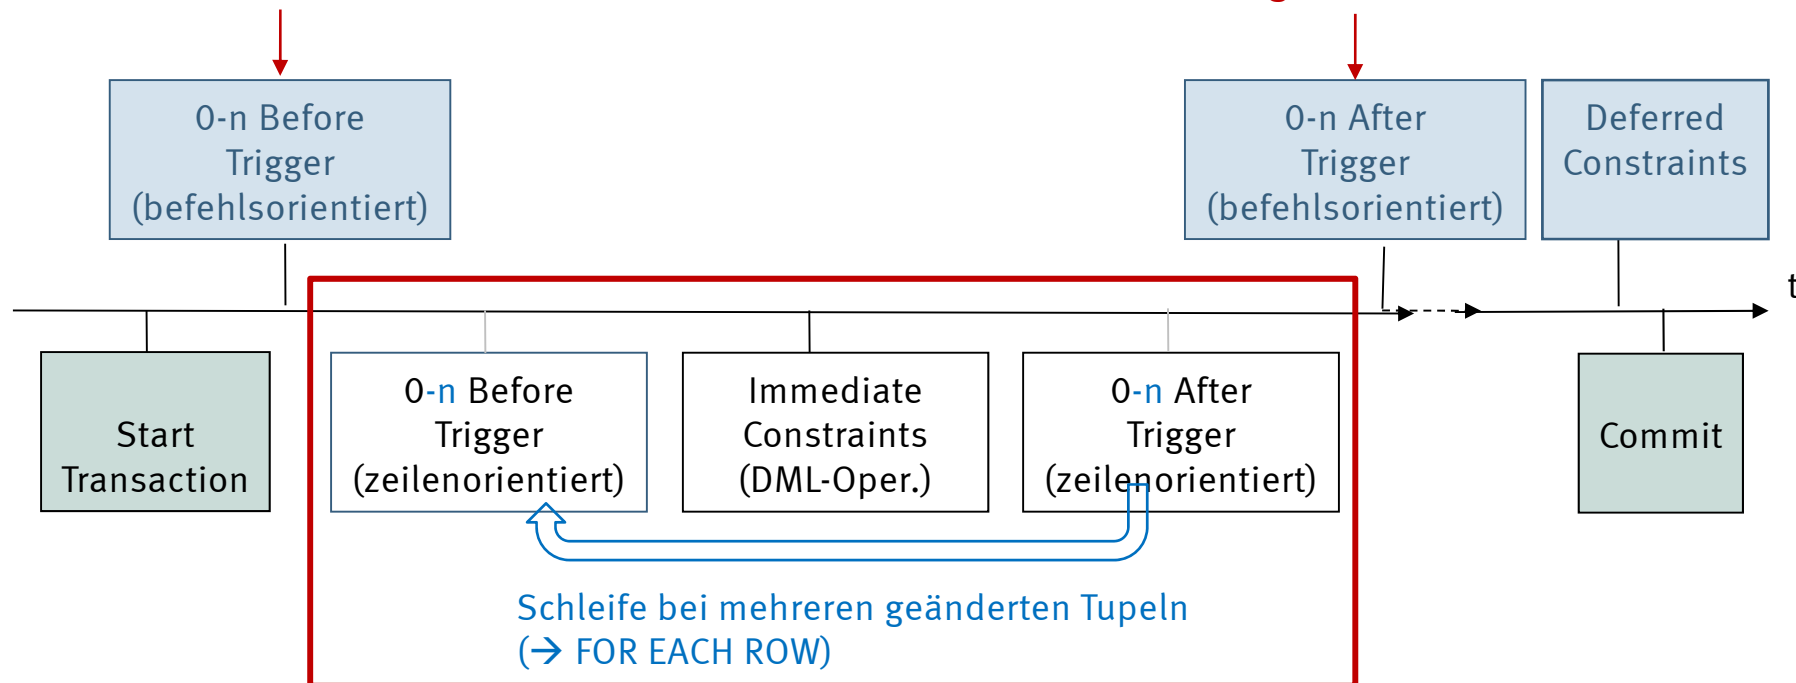 0-n Before
Trigger
(befehlsorientiert)
0-n After
Trigger
(befehlsorientiert)
Deferred
Constraints
t
Start
Transaction
0-n Before
Trigger
(zeilenorientiert)
Immediate
Constraints
(DML-Oper.)
0-n After
Trigger
(zeilenorientiert)
Commit
Schleife bei mehreren geänderten Tupeln
(→ FOR EACH ROW)